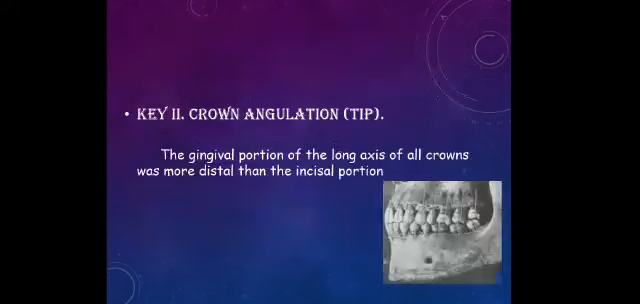 • KEY II. CROWN ANGULATION (TIP).
The gingival portion of the long axis of all crowns
was more distal than the incisal portion